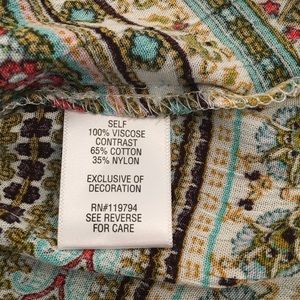 SELF
100% VISCOSE
CONTRAST
65% COTTON
35% NYLON
EXCLUSIVE OF
DECORATION
RN#119794
SEE REVERSE
FOR CARE